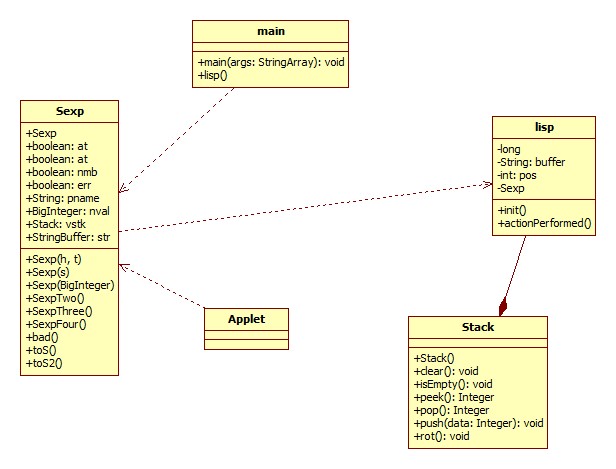 main
+main(args: StringArray): void
+lisp()
Sexp
+Sexp
+boolean: at
+boolean: at
+boolean: nmb
+boolean: err
+String: pname
+BigInteger: nval
+Stack: vstk
+StringBuffer: str
+Sexp(h, t)
+Sexp(s)
+Sexp(BigInteger)
+SexpTwo()
+SexpThree()
+SexpFour()
+bad()
+toS()
+toS2()
lisp
-long
-String: buffer
-int: pos
-Sexp
+init()
+actionPerformed()
Applet
Stack
+Stack()
+clear(): void
+isEmpty(): void
+peek(): Integer
+pop(): Integer
+push(data: Integer): void
+rot(): void